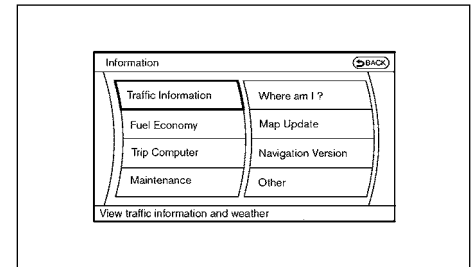 Information
BACK
Traffic Information
Where am I ?
Fuel Economy
Map Update
Trip Computer
Navigation Version
Maintenance
Other
View traffic information and weather